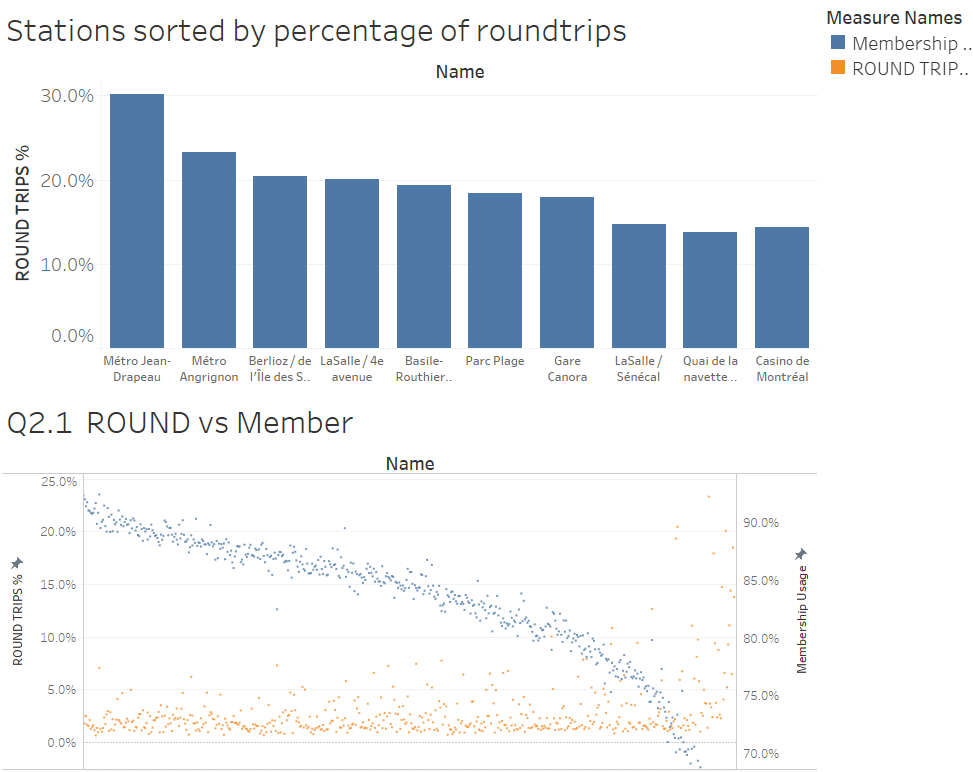 Stations sorted by percentage of roundtrips
Measure Names
Membership ..
ROUND TRIP..
Name
ROUND TRIPS %
30.0%
20.0%
10.0%
0.0%
Métro Jean-
Drapeau
Métro
Angrignon
Berlioz / de
l'Île des S..
LaSalle / 4e
avenue
Basile-
Routhier..
Parc Plage
Gare
Canora
LaSalle /
Sénécal
Quai de la
navette ..
Casino de
Montréal
Q2.1 ROUND vs Member
Name
ROUND TRIPS %
25.0%
20.0%
15.0%
10.0%
5.0%
0.0%
90.0%
85.0%
80.0%
75.0%
70.0%
Membership Usage